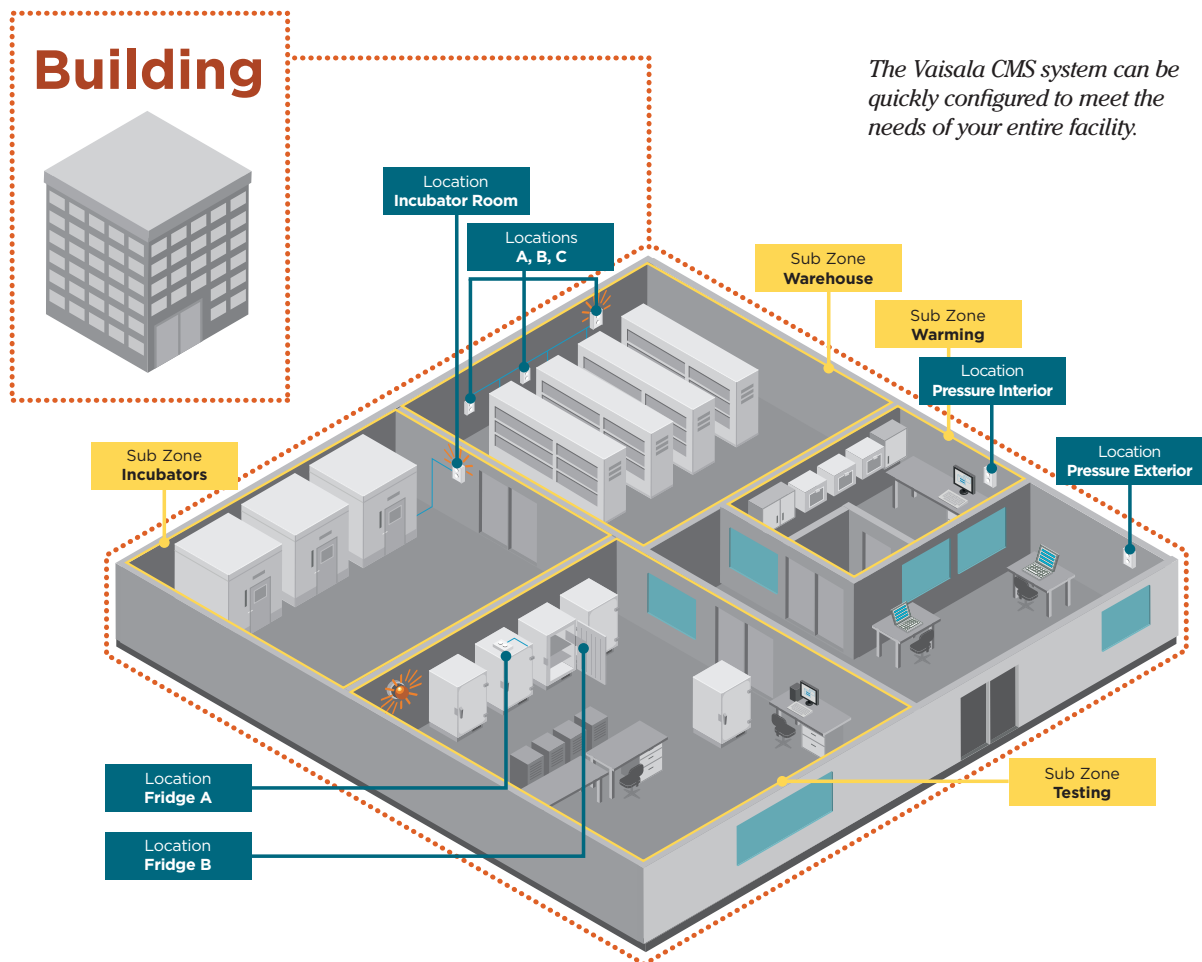 Building
The Vaisala CMS system can be
quickly configured to meet the
needs of your entire facility.
Location
Incubator Room
Locations
A, B, C
Sub Zone
Warehouse
Sub Zone
Warming
Location
Pressure Interior
Location
Pressure Exterior
Sub Zone
Incubators
Location
Fridge A
Sub Zone
Testing
Location
Fridge B